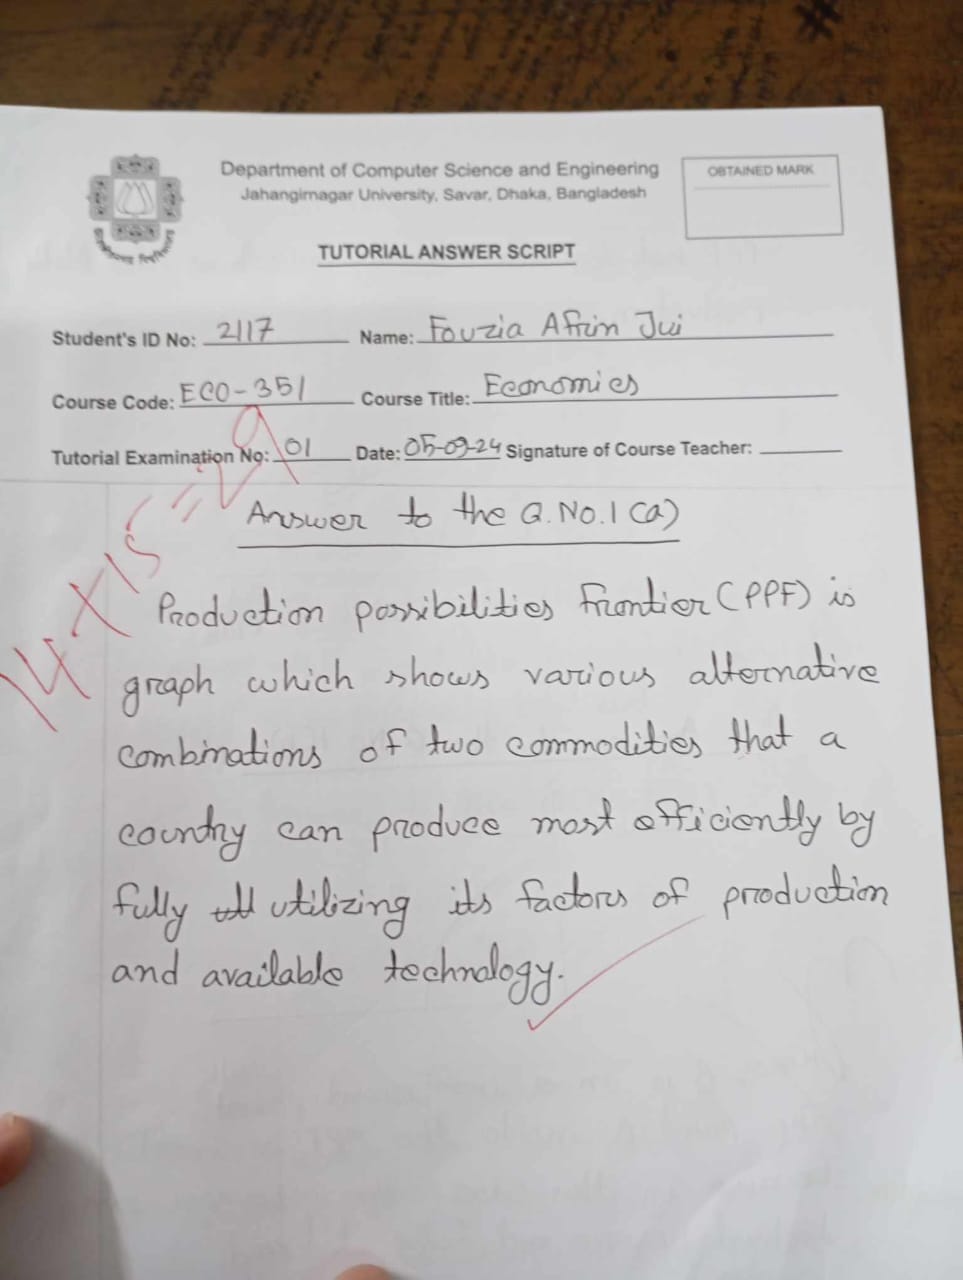 Department of Computer Science and Engineering
Jahangirnagar University, Savar, Dhaka, Bangladesh
OBTAINED MARK
TUTORIAL ANSWER SCRIPT
Student's ID No: 2117 Name: Fouzia Afrin Jui
Course Code: ECO-351 Course Title: Economics
Tutorial Examination No: 01 Date: 05-09-24 Signature of Course Teacher:
Answer to the Q. No. 1 (a)
Production possibilities frontier (PPF) is
graph which shows various alternative
combinations of two commodities that a
country can produce most efficiently by
fully utilizing its factors of production
and available technology.
14+15=29